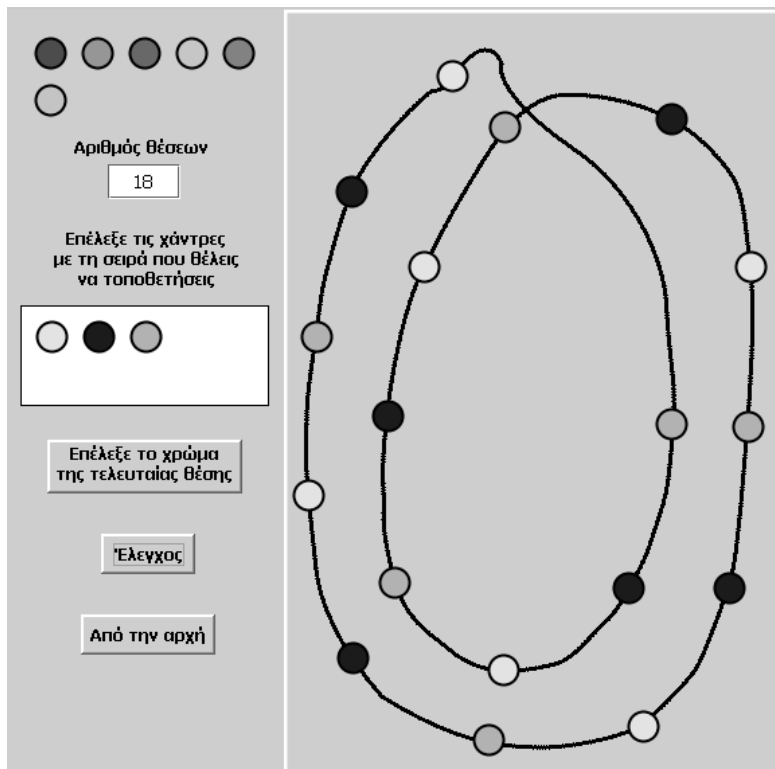 Αριθμός θέσεων
18
Επέλεξε τις χάντρες
με τη σειρά που θέλεις
να τοποθετήσεις
Επέλεξε το χρώμα
της τελευταίας θέσης
Έλεγχος
Από την αρχή